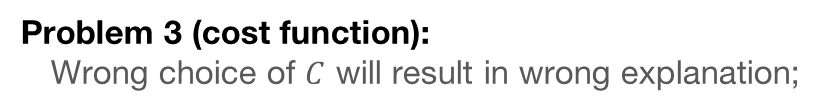 Problem 3 (cost function):
Wrong choice of C will result in wrong explanation;